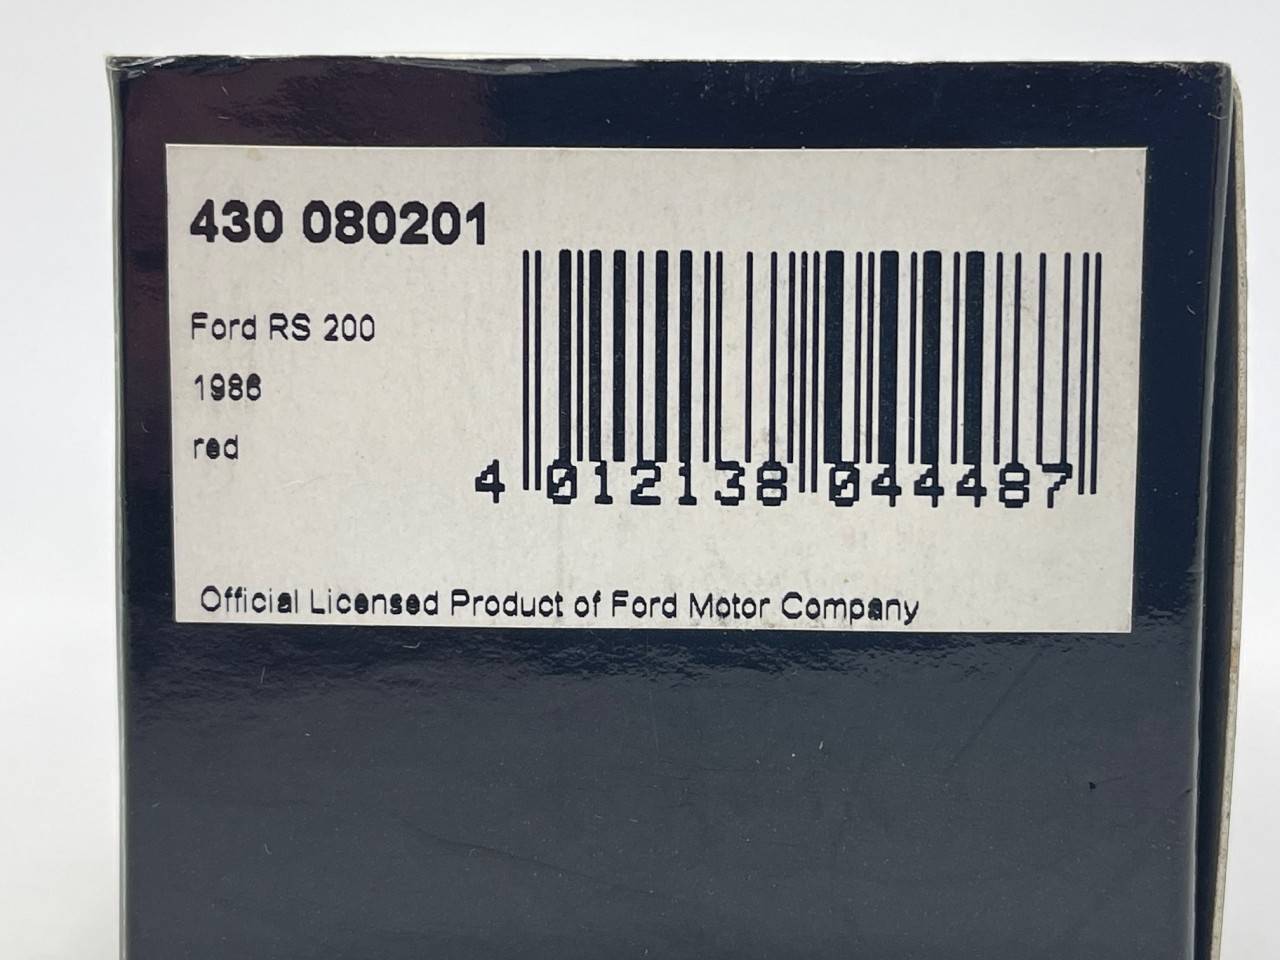 430 080201
Ford RS 200
1986
red
4 012138 044487
Official Licensed Product of Ford Motor Company